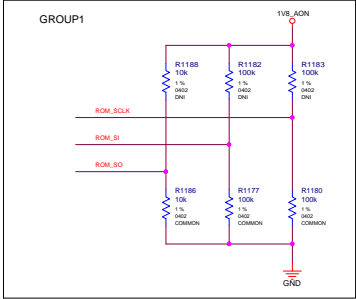 GROUP1
1V8_AON
R1188
10k
1 %
0402
DNI
R1182
100k
1 %
0402
DNI
R1183
100k
1 %
0402
DNI
ROM_SCLK
ROM_SI
ROM_SO
R1186
10k
1 %
0402
COMMON
R1177
100k
1 %
0402
COMMON
R1180
100k
1 %
0402
COMMON
GND